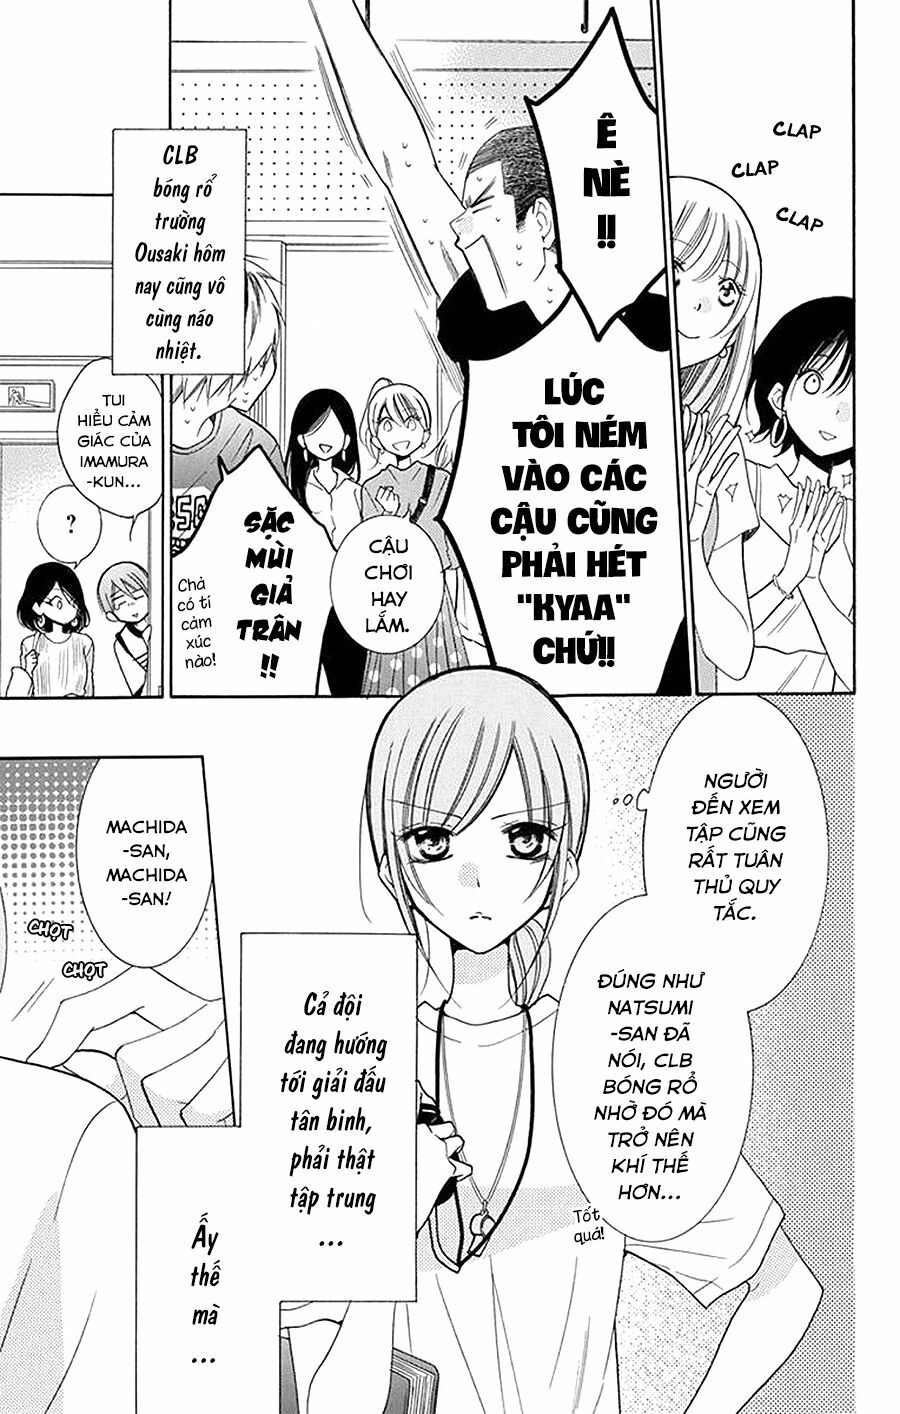 CLAP
CLAP
CLAP
Ê
NÈ
!!
LÚC
TÔI NÉM
VÀO CÁC
CẬU CŨNG
PHẢI HÉT
"KYAA"
CHỨ!!
CẬU
CHƠI
HAY
LẮM.
SẶC
MÙI
GIẢ
TRÂN
!!
Chả
có tí
cảm
xúc
nào!
CLB
bóng rổ
trường
Ousaki hôm
nay cũng vô
cùng náo
nhiệt.
TUI
HIỂU CẢM
GIÁC CỦA
IMAMURA
-KUN...
?
NGƯỜI
ĐẾN XEM
TẬP CŨNG
RẤT TUÂN
THỦ QUY
TẮC.
ĐÚNG NHƯ
NATSUMI
-SAN ĐÃ
NÓI, CLB
BÓNG RỔ
NHỜ ĐÓ MÀ
TRỞ NÊN
KHÍ THẾ
HƠN...
Tốt
quá!
Cả đội
đang hướng
tới giải đấu
tân binh,
phải thật
tập trung
...
MACHIDA
-SAN,
MACHIDA
-SAN!
CHỌT
CHỌT
Ấy
thế
mà
...